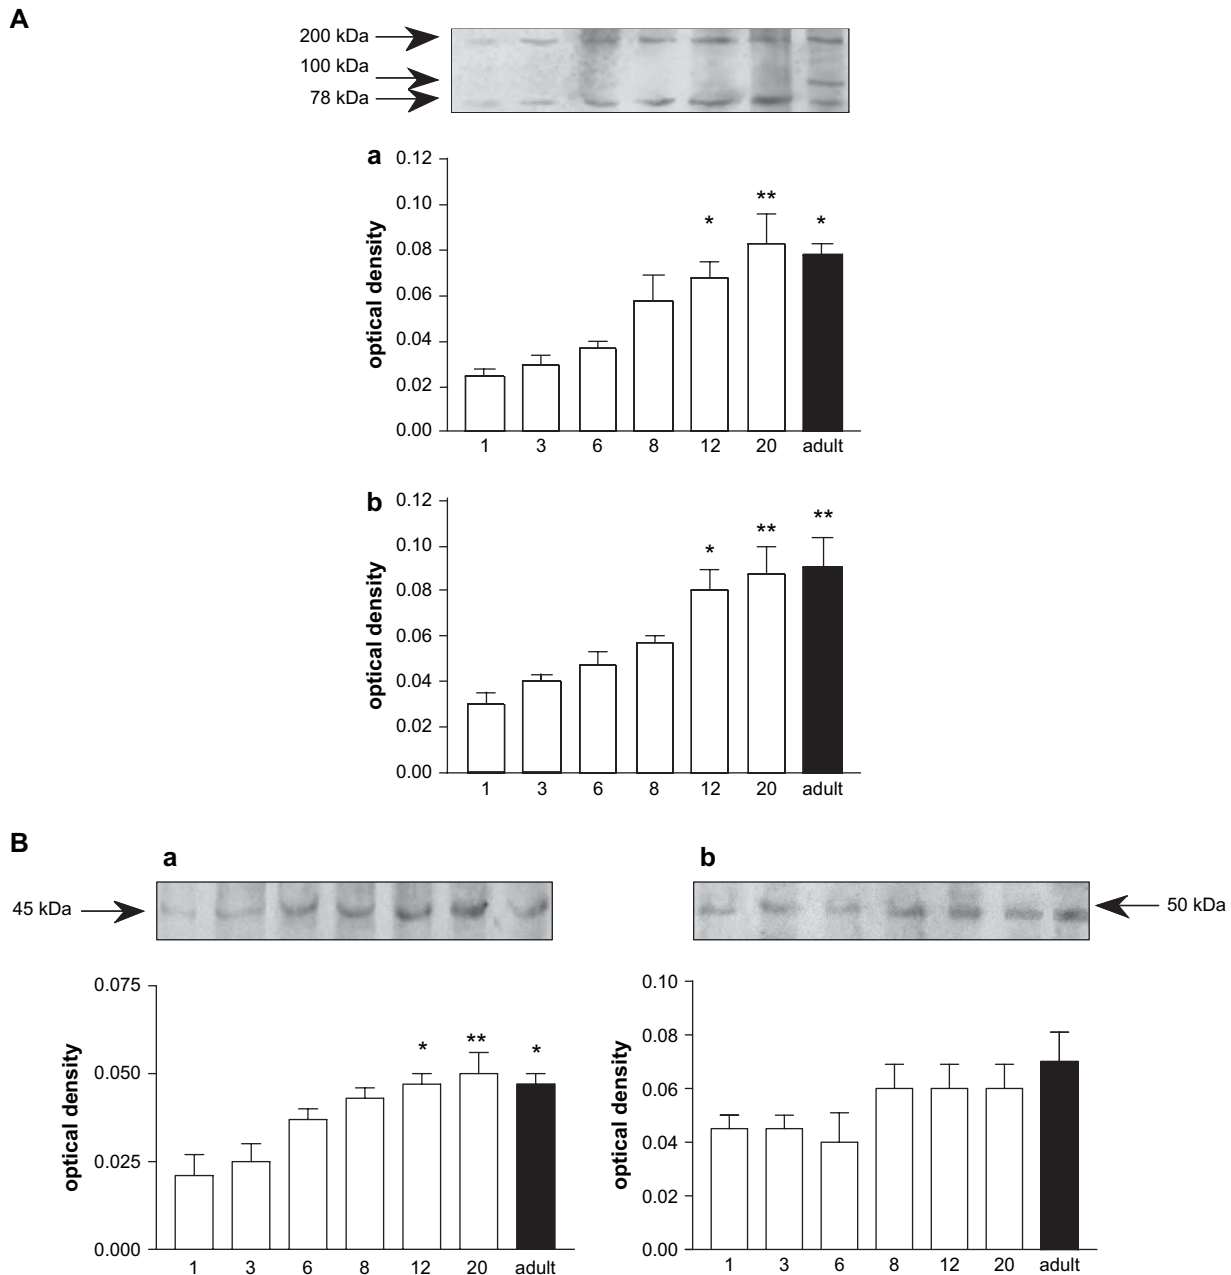 A
200 kDa
100 kDa
78 kDa
a
0.12
0.10
0.08
0.06
0.04
0.02
0.00
optical density
* ** *
1 3 6 8 12 20 adult
b
0.12
0.10
0.08
0.06
0.04
0.02
0.00
optical density
* ** **
1 3 6 8 12 20 adult
B
a
45 kDa
0.075
0.050
0.025
0.000
optical density
* ** *
1 3 6 8 12 20 adult
b
50 kDa
0.10
0.08
0.06
0.04
0.02
0.00
optical density
1 3 6 8 12 20 adult